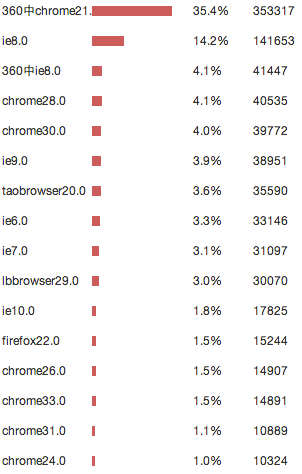 360中chrome21. 35.4% 353317
ie8.0 14.2% 141653
360中ie8.0 4.1% 41447
chrome28.0 4.1% 40535
chrome30.0 4.0% 39772
ie9.0 3.9% 38951
taobrowser20.0 3.6% 35590
ie6.0 3.3% 33146
ie7.0 3.1% 31097
lbbrowser29.0 3.0% 30070
ie10.0 1.8% 17825
firefox22.0 1.5% 15244
chrome26.0 1.5% 14907
chrome33.0 1.5% 14891
chrome31.0 1.1% 10889
chrome24.0 1.0% 10324